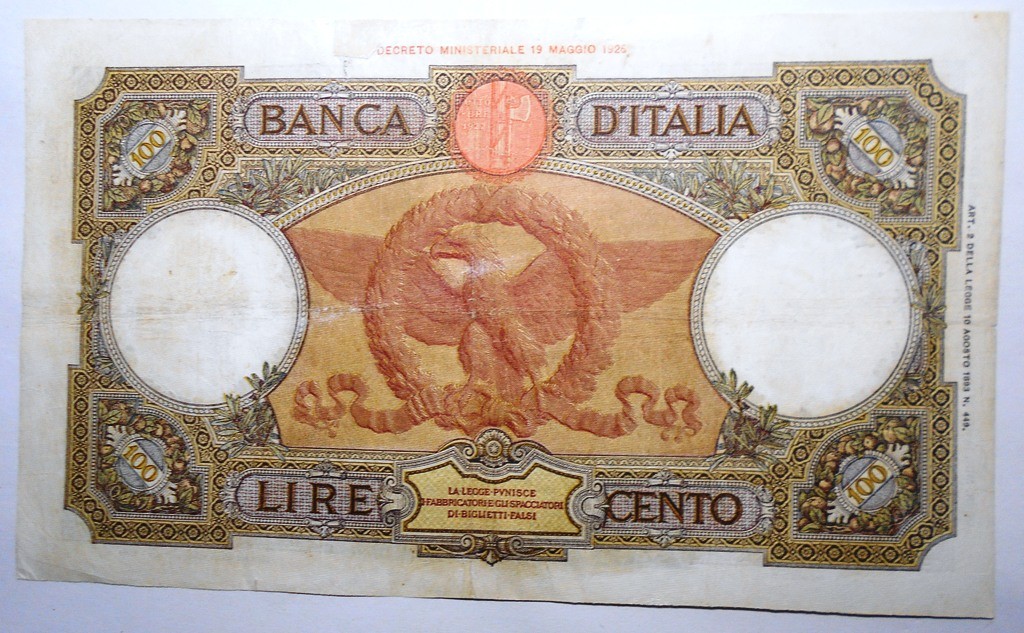 DECRETO MINISTERIALE 19 MAGGIO 1926
BANCA D'ITALIA
100
100
ART. 2 DELLA LEGGE 10 AGOSTO 1893 N. 449.
100
100
LIRE CENTO
LA·LEGGE·PVNISCE
I·FABBRICATORI·E·GLI·SPACCIATORI
DI·BIGLIETTI·FALSI